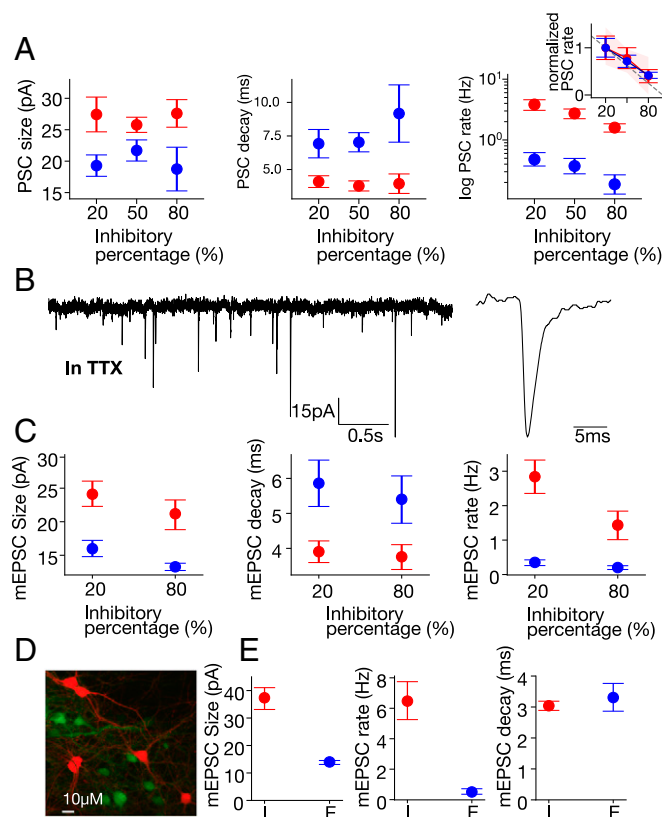 A
PSC size (pA)
30
25
20
15
20 50 80
Inhibitory
percentage (%)
PSC decay (ms)
10.0
7.5
5.0
20 50 80
Inhibitory
percentage (%)
log PSC rate (Hz)
10^1
10^0
20 50 80
Inhibitory
percentage (%)
normalized
PSC rate
1
0
20 80
B
In TTX
15pA
0.5s
5ms
C
mEPSC Size (pA)
30
25
20
15
20 80
Inhibitory
percentage (%)
mEPSC decay (ms)
6
5
4
20 80
Inhibitory
percentage (%)
mEPSC rate (Hz)
3
2
1
0
20 80
Inhibitory
percentage (%)
D
10μM
E
mEPSC Size (pA)
40
30
20
10
0
I E
mEPSC rate (Hz)
8
6
4
2
0
I E
mEPSC decay (ms)
4
3
2
1
0
I E